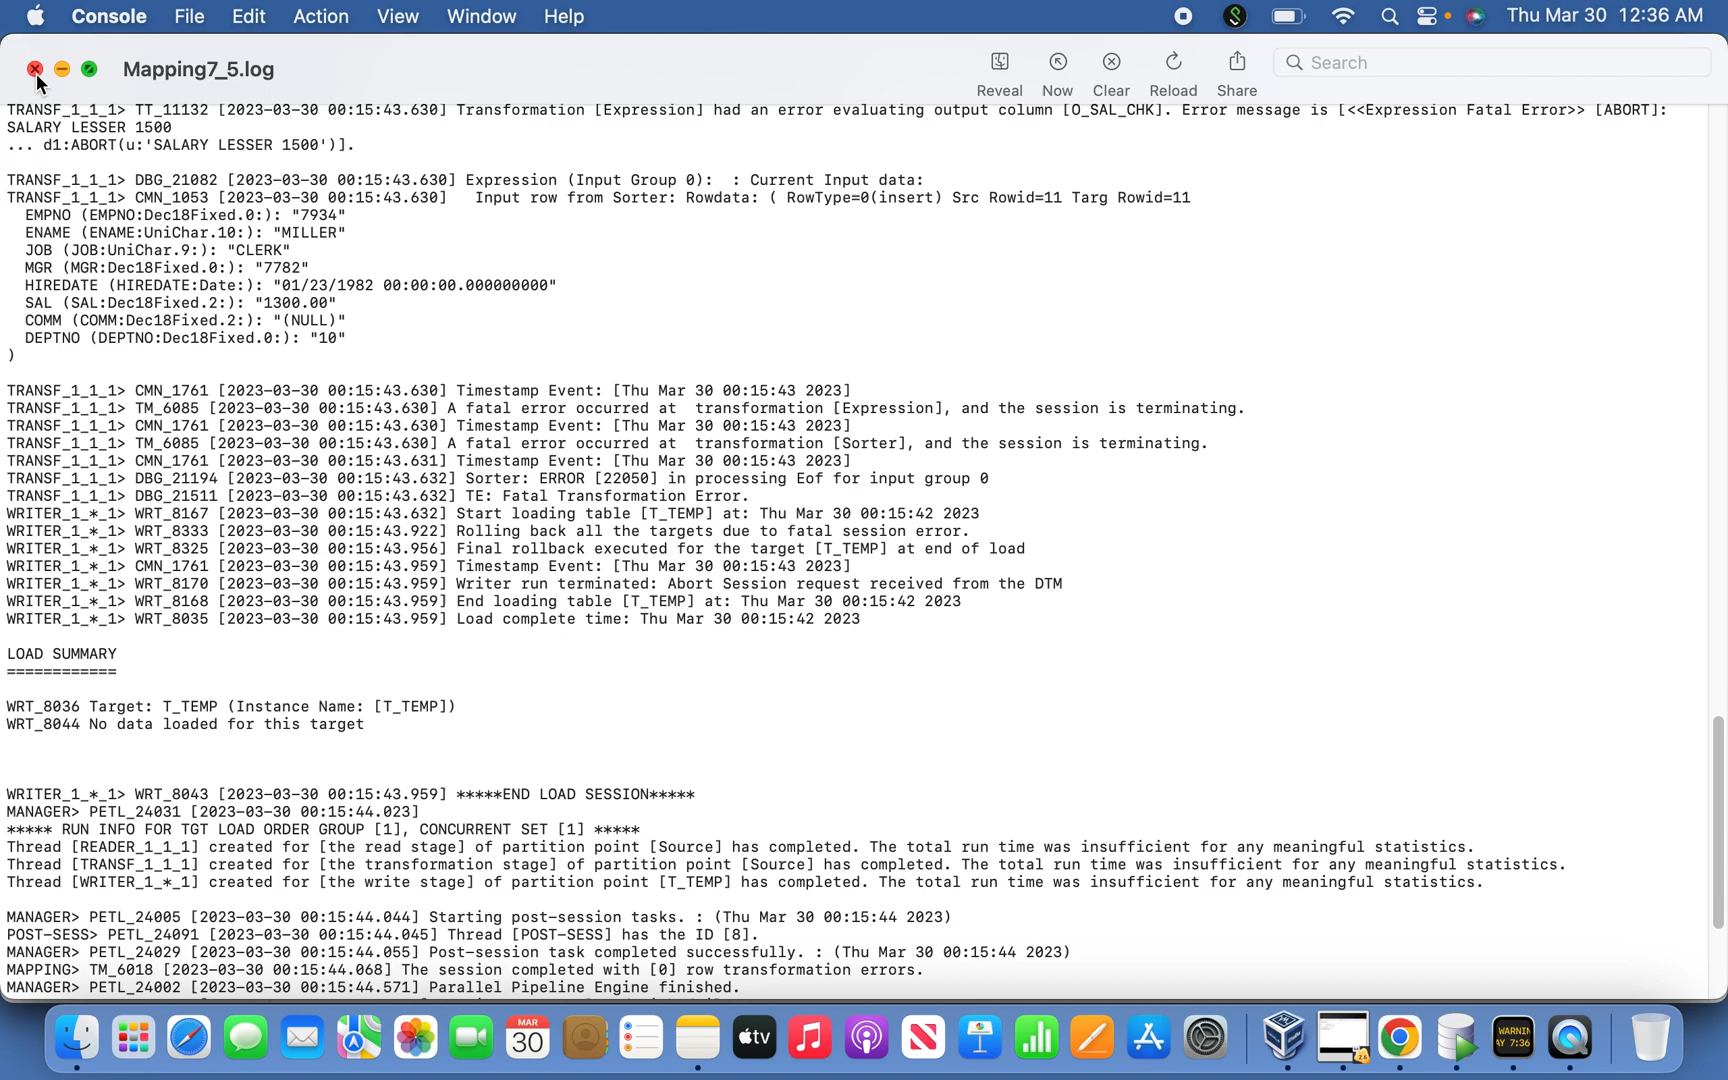 Console File Edit Action View Window Help Thu Mar 30 12:36 AM
Mapping7_5.log
Reveal Now Clear Reload Share
Search
TRANSF_1_1_1> TT_11132 [2023-03-30 00:15:43.630] Transformation [Expression] had an error evaluating output column [O_SAL_CHK]. Error message is [<<Expression Fatal Error>> [ABORT]:
SALARY LESSER 1500
... d1:ABORT(u:'SALARY LESSER 1500')].
TRANSF_1_1_1> DBG_21082 [2023-03-30 00:15:43.630] Expression (Input Group 0): : Current Input data:
TRANSF_1_1_1> CMN_1053 [2023-03-30 00:15:43.630] Input row from Sorter: Rowdata: ( RowType=0(insert) Src Rowid=11 Targ Rowid=11
EMPNO (EMPNO:Dec18Fixed.0:): "7934"
ENAME (ENAME:UniChar.10:): "MILLER"
JOB (JOB:UniChar.9:): "CLERK"
MGR (MGR:Dec18Fixed.0:): "7782"
HIREDATE (HIREDATE:Date:): "01/23/1982 00:00:00.000000000"
SAL (SAL:Dec18Fixed.2:): "1300.00"
COMM (COMM:Dec18Fixed.2:): "(NULL)"
DEPTNO (DEPTNO:Dec18Fixed.0:): "10"
)
TRANSF_1_1_1> CMN_1761 [2023-03-30 00:15:43.630] Timestamp Event: [Thu Mar 30 00:15:43 2023]
TRANSF_1_1_1> TM_6085 [2023-03-30 00:15:43.630] A fatal error occurred at transformation [Expression], and the session is terminating.
TRANSF_1_1_1> CMN_1761 [2023-03-30 00:15:43.630] Timestamp Event: [Thu Mar 30 00:15:43 2023]
TRANSF_1_1_1> TM_6085 [2023-03-30 00:15:43.630] A fatal error occurred at transformation [Sorter], and the session is terminating.
TRANSF_1_1_1> CMN_1761 [2023-03-30 00:15:43.631] Timestamp Event: [Thu Mar 30 00:15:43 2023]
TRANSF_1_1_1> DBG_21194 [2023-03-30 00:15:43.632] Sorter: ERROR [22050] in processing Eof for input group 0
TRANSF_1_1_1> DBG_21511 [2023-03-30 00:15:43.632] TE: Fatal Transformation Error.
WRITER_1_*_1> WRT_8167 [2023-03-30 00:15:43.632] Start loading table [T_TEMP] at: Thu Mar 30 00:15:42 2023
WRITER_1_*_1> WRT_8333 [2023-03-30 00:15:43.922] Rolling back all the targets due to fatal session error.
WRITER_1_*_1> WRT_8325 [2023-03-30 00:15:43.956] Final rollback executed for the target [T_TEMP] at end of load
WRITER_1_*_1> CMN_1761 [2023-03-30 00:15:43.959] Timestamp Event: [Thu Mar 30 00:15:43 2023]
WRITER_1_*_1> WRT_8170 [2023-03-30 00:15:43.959] Writer run terminated: Abort Session request received from the DTM
WRITER_1_*_1> WRT_8168 [2023-03-30 00:15:43.959] End loading table [T_TEMP] at: Thu Mar 30 00:15:42 2023
WRITER_1_*_1> WRT_8035 [2023-03-30 00:15:43.959] Load complete time: Thu Mar 30 00:15:42 2023
LOAD SUMMARY
============
WRT_8036 Target: T_TEMP (Instance Name: [T_TEMP])
WRT_8044 No data loaded for this target
WRITER_1_*_1> WRT_8043 [2023-03-30 00:15:43.959] *****END LOAD SESSION*****
MANAGER> PETL_24031 [2023-03-30 00:15:44.023]
***** RUN INFO FOR TGT LOAD ORDER GROUP [1], CONCURRENT SET [1] *****
Thread [READER_1_1_1] created for [the read stage] of partition point [Source] has completed. The total run time was insufficient for any meaningful statistics.
Thread [TRANSF_1_1_1] created for [the transformation stage] of partition point [Source] has completed. The total run time was insufficient for any meaningful statistics.
Thread [WRITER_1_*_1] created for [the write stage] of partition point [T_TEMP] has completed. The total run time was insufficient for any meaningful statistics.
MANAGER> PETL_24005 [2023-03-30 00:15:44.044] Starting post-session tasks. : (Thu Mar 30 00:15:44 2023)
POST-SESS> PETL_24091 [2023-03-30 00:15:44.045] Thread [POST-SESS] has the ID [8].
MANAGER> PETL_24029 [2023-03-30 00:15:44.055] Post-session task completed successfully. : (Thu Mar 30 00:15:44 2023)
MAPPING> TM_6018 [2023-03-30 00:15:44.068] The session completed with [0] row transformation errors.
MANAGER> PETL_24002 [2023-03-30 00:15:44.571] Parallel Pipeline Engine finished.
MAR
30
tv
WARNIN
AY 7:36